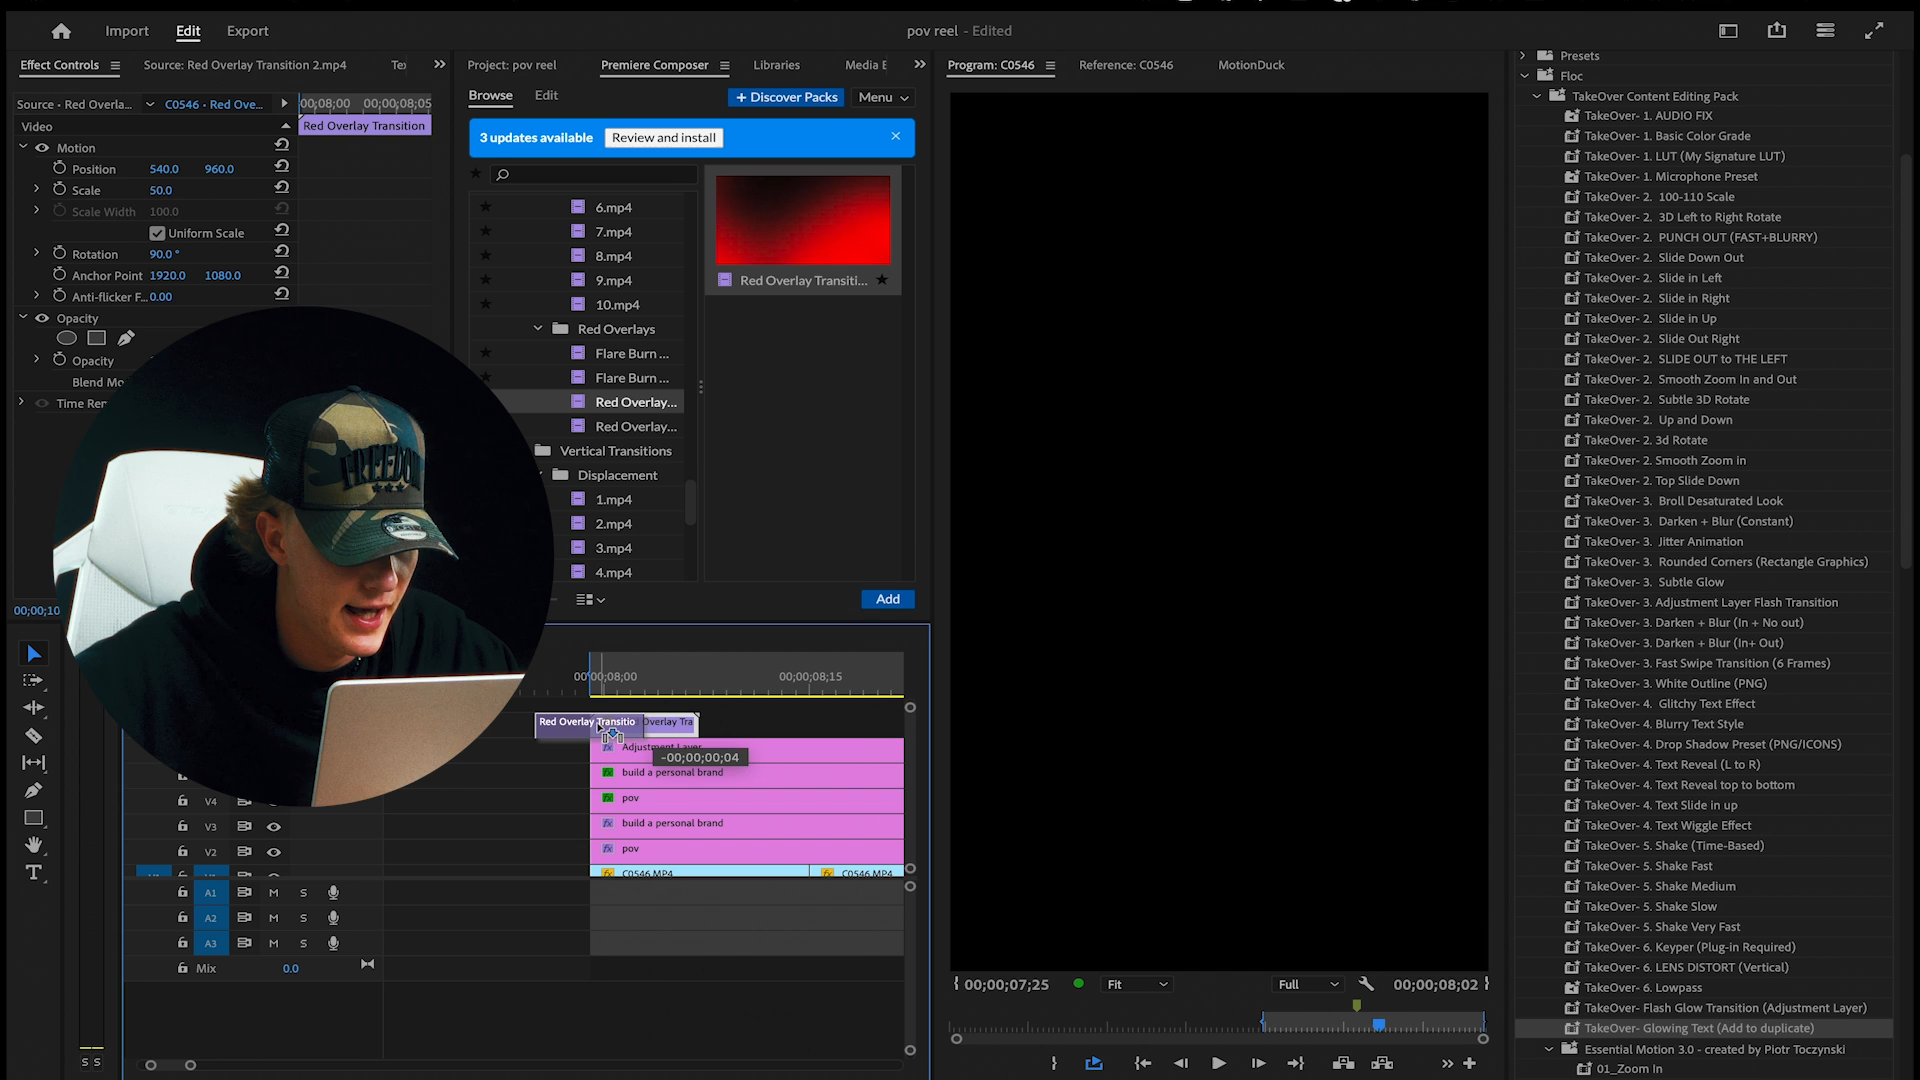 Import
Edit
Export
pov reel - Edited
Effect Controls
Source: Red Overlay Transition 2.mp4
Te
Project: pov reel
Premiere Composer
Libraries
Media E
Program: C0546
Reference: C0546
MotionDuck
Source • Red Overla...
C0546 • Red Ove...
00;00;08;00
00;00;08;05
Video
Red Overlay Transition
Motion
Position
540.0
960.0
Scale
50.0
Scale Width
100.0
Uniform Scale
Rotation
90.0 °
Anchor Point
1920.0
1080.0
Anti-flicker F...
0.00
Opacity
Opacity
Blend Mo
Time Rem
00;00;10
Browse
Edit
+ Discover Packs
Menu
3 updates available
Review and install
6.mp4
7.mp4
8.mp4
9.mp4
10.mp4
Red Overlays
Flare Burn ...
Flare Burn ...
Red Overlay...
Red Overlay...
Vertical Transitions
Displacement
1.mp4
2.mp4
3.mp4
4.mp4
Red Overlay Transiti...
Add
FREEDOM
00;00;08;00
00;00;08;15
Red Overlay Transitio
Overlay Tra
Adjustment Layer
-00;00;00;04
fx
build a personal brand
V4
fx
pov
V3
fx
build a personal brand
V2
fx
pov
fx
C0546.MP4
fx
C0546.MP4
A1
M
S
A2
M
S
A3
M
S
Mix
0.0
S S
00;00;07;25
Fit
Full
00;00;08;02
Presets
Floc
TakeOver Content Editing Pack
TakeOver- 1. AUDIO FIX
TakeOver- 1. Basic Color Grade
TakeOver- 1. LUT (My Signature LUT)
TakeOver- 1. Microphone Preset
TakeOver- 2. 100-110 Scale
TakeOver- 2. 3D Left to Right Rotate
TakeOver- 2. PUNCH OUT (FAST+BLURRY)
TakeOver- 2. Slide Down Out
TakeOver- 2. Slide in Left
TakeOver- 2. Slide in Right
TakeOver- 2. Slide in Up
TakeOver- 2. Slide Out Right
TakeOver- 2. SLIDE OUT to THE LEFT
TakeOver- 2. Smooth Zoom In and Out
TakeOver- 2. Subtle 3D Rotate
TakeOver- 2. Up and Down
TakeOver- 2. 3d Rotate
TakeOver- 2. Smooth Zoom in
TakeOver- 2. Top Slide Down
TakeOver- 3. Broll Desaturated Look
TakeOver- 3. Darken + Blur (Constant)
TakeOver- 3. Jitter Animation
TakeOver- 3. Rounded Corners (Rectangle Graphics)
TakeOver- 3. Subtle Glow
TakeOver- 3. Adjustment Layer Flash Transition
TakeOver- 3. Darken + Blur (In + No out)
TakeOver- 3. Darken + Blur (In+ Out)
TakeOver- 3. Fast Swipe Transition (6 Frames)
TakeOver- 3. White Outline (PNG)
TakeOver- 4. Glitchy Text Effect
TakeOver- 4. Blurry Text Style
TakeOver- 4. Drop Shadow Preset (PNG/ICONS)
TakeOver- 4. Text Reveal (L to R)
TakeOver- 4. Text Reveal top to bottom
TakeOver- 4. Text Slide in up
TakeOver- 4. Text Wiggle Effect
TakeOver- 5. Shake (Time-Based)
TakeOver- 5. Shake Fast
TakeOver- 5. Shake Medium
TakeOver- 5. Shake Slow
TakeOver- 5. Shake Very Fast
TakeOver- 6. Keyper (Plug-in Required)
TakeOver- 6. LENS DISTORT (Vertical)
TakeOver- 6. Lowpass
TakeOver- Flash Glow Transition (Adjustment Layer)
TakeOver- Glowing Text (Add to duplicate)
Essential Motion 3.0 - created by Piotr Toczynski
01_Zoom In